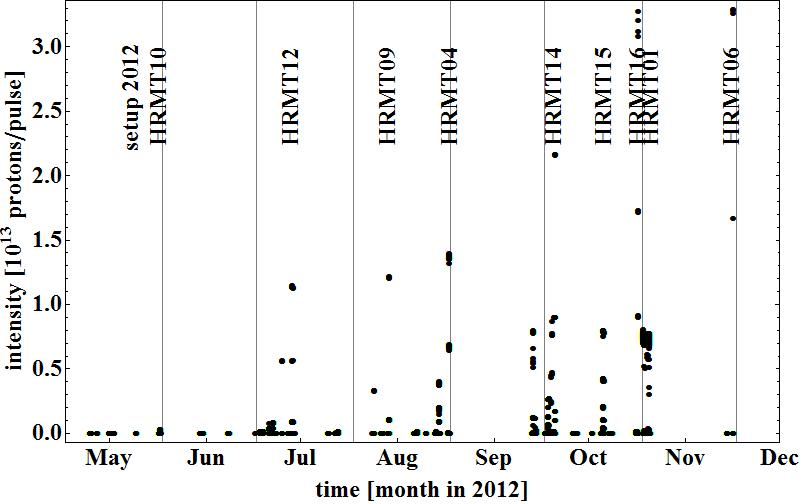 setup 2012
HRMT10
HRMT12
HRMT09
HRMT04
HRMT14
HRMT15
HRMT16
HRMT01
HRMT06
intensity [10¹³ protons/pulse]
3.0
2.5
2.0
1.5
1.0
0.5
0.0
May Jun Jul Aug Sep Oct Nov Dec
time [month in 2012]